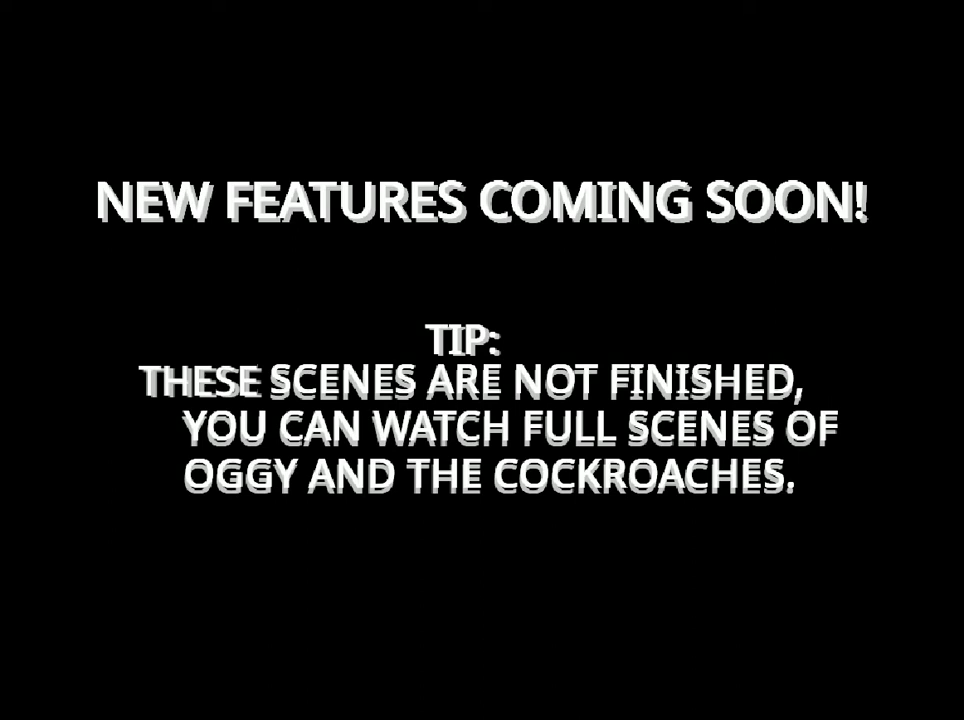 NEW FEATURES COMING SOON!
TIP:
THESE SCENES ARE NOT FINISHED,
YOU CAN WATCH FULL SCENES OF
OGGY AND THE COCKROACHES.